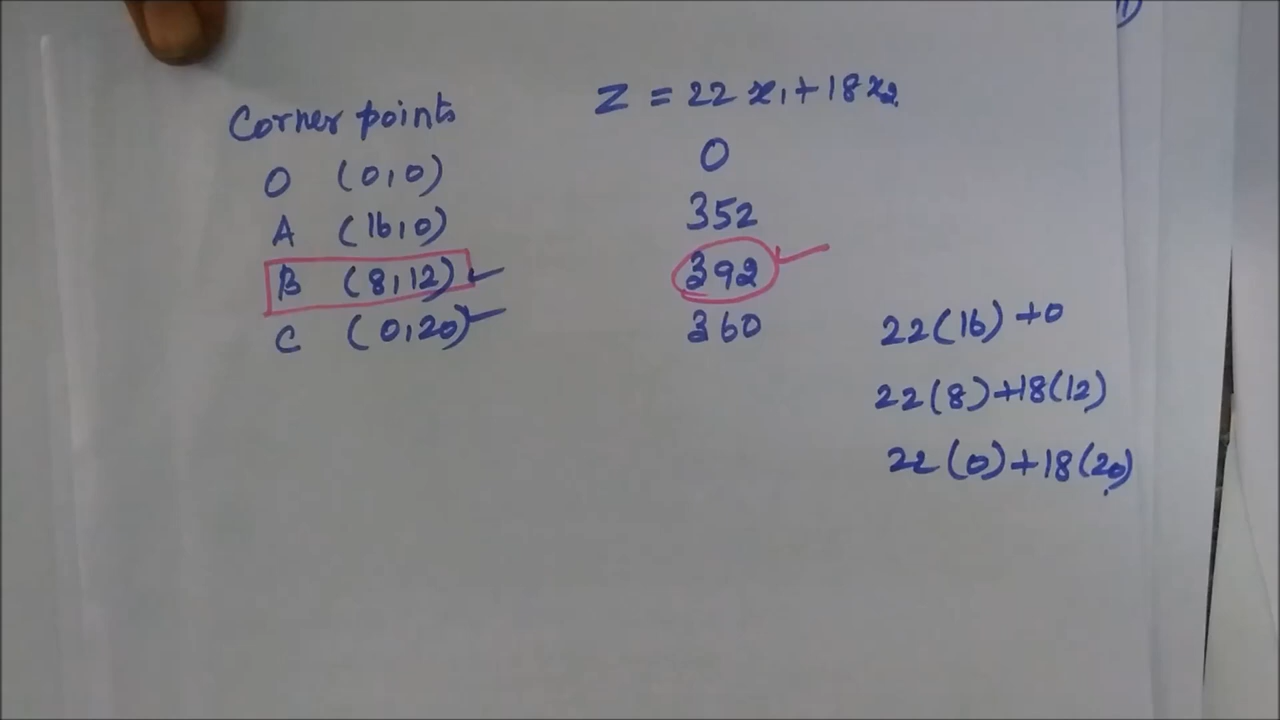 Corner points Z = 22x₁ + 18x₂
O (0,0) 0
A (16,0) 352
B (8,12) ✓ 392 ✓
C (0,20) ✓ 360
22(16) + 0
22(8) + 18(12)
22(0) + 18(20)